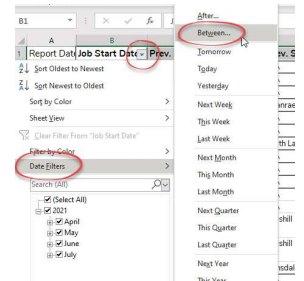 B1
fx
A
B
1 Report Date Job Start Date Prev.
Sort Oldest to Newest
Sort Newest to Oldest
Sort by Color
Sheet View
Clear Filter From "Job Start Date"
Filter by Color
Date Filters
Search (All)
(Select All)
2021
April
May
June
July
After...
Between...
Tomorrow
Today
Yesterday
Next Week
This Week
Last Week
Next Month
This Month
Last Month
Next Quarter
This Quarter
Last Quarter
Next Year
This Year